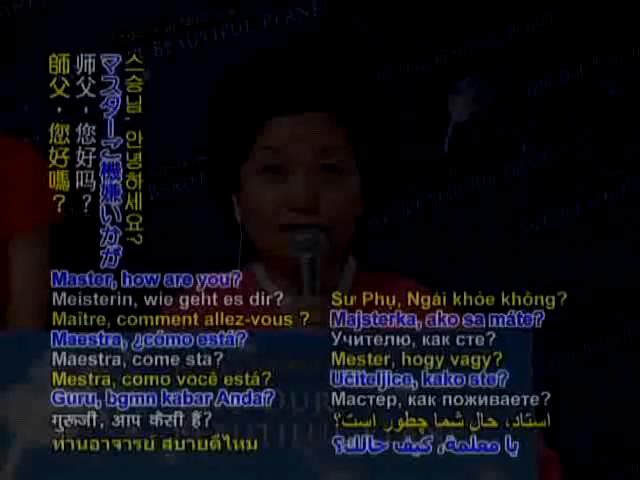 BEAUTIFUL PLANET
師父，您好嗎？
师父，您好吗？
マスターご機嫌いかが
스승님, 안녕하세요?
Master, how are you?
Meisterin, wie geht es dir?
Maître, comment allez-vous ?
Maestra, ¿cómo está?
Maestra, come sta?
Mestra, como você está?
Guru, bgmn kabar Anda?
गुरूजी, आप कैसी हैं?
ท่านอาจารย์ สบายดีไหม
Sư Phụ, Ngài khỏe không?
Majsterka, ako sa máte?
Учителю, как сте?
Mester, hogy vagy?
Učiteljice, kako ste?
Мастер, как поживаете?
استاد، حال شما چطور است؟
يا معلمة، كيف حالك؟